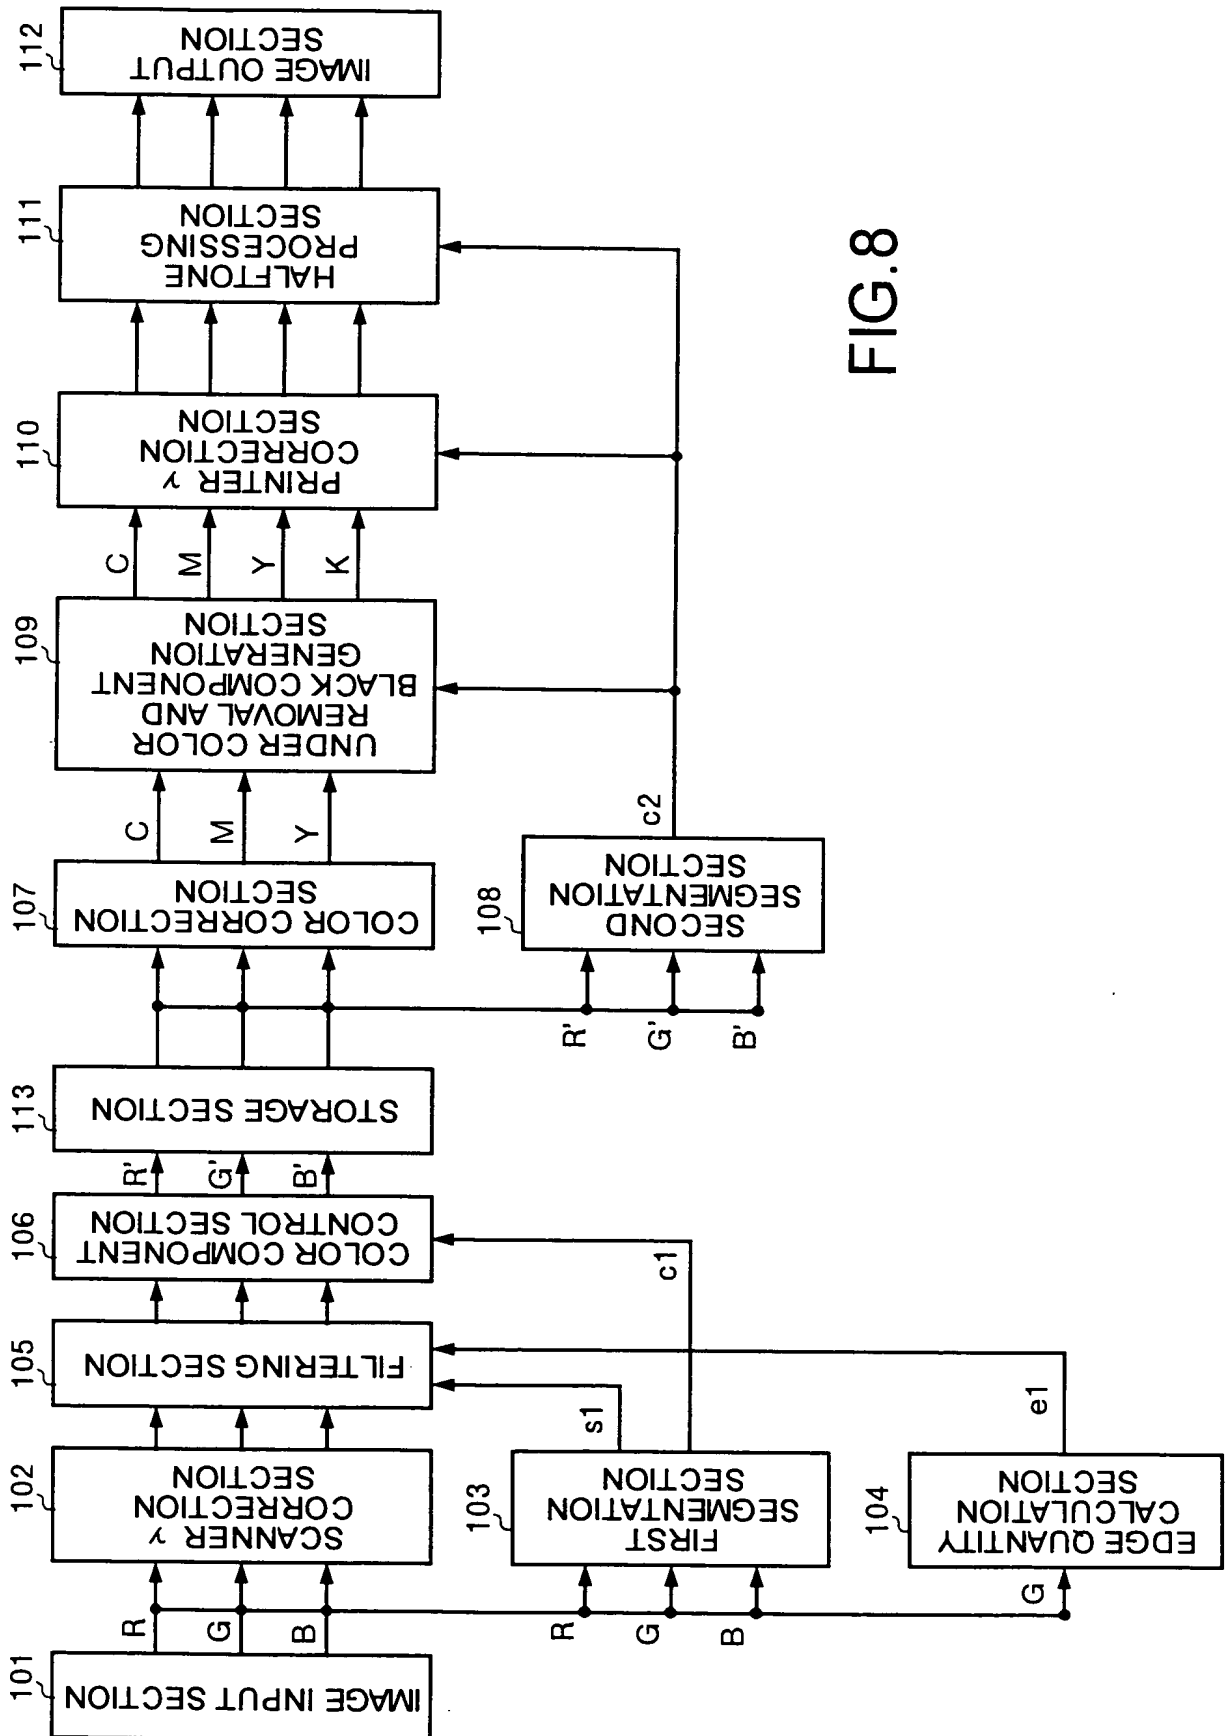 101
IMAGE INPUT SECTION
R
G
B
102
SCANNER γ
CORRECTION
SECTION
R
G
B
103
FIRST
SEGMENTATION
SECTION
s1
c1
G
104
EDGE QUANTITY
CALCULATION
SECTION
e1
105
FILTERING SECTION
106
COLOR COMPONENT
CONTROL SECTION
R'
G'
B'
113
STORAGE SECTION
107
COLOR CORRECTION
SECTION
R'
G'
B'
108
SECOND
SEGMENTATION
SECTION
c2
C
M
Y
109
UNDER COLOR
REMOVAL AND
BLACK COMPONENT
GENERATION
SECTION
C
M
Y
K
110
PRINTER γ
CORRECTION
SECTION
111
HALFTONE
PROCESSING
SECTION
112
IMAGE OUTPUT
SECTION
FIG.8